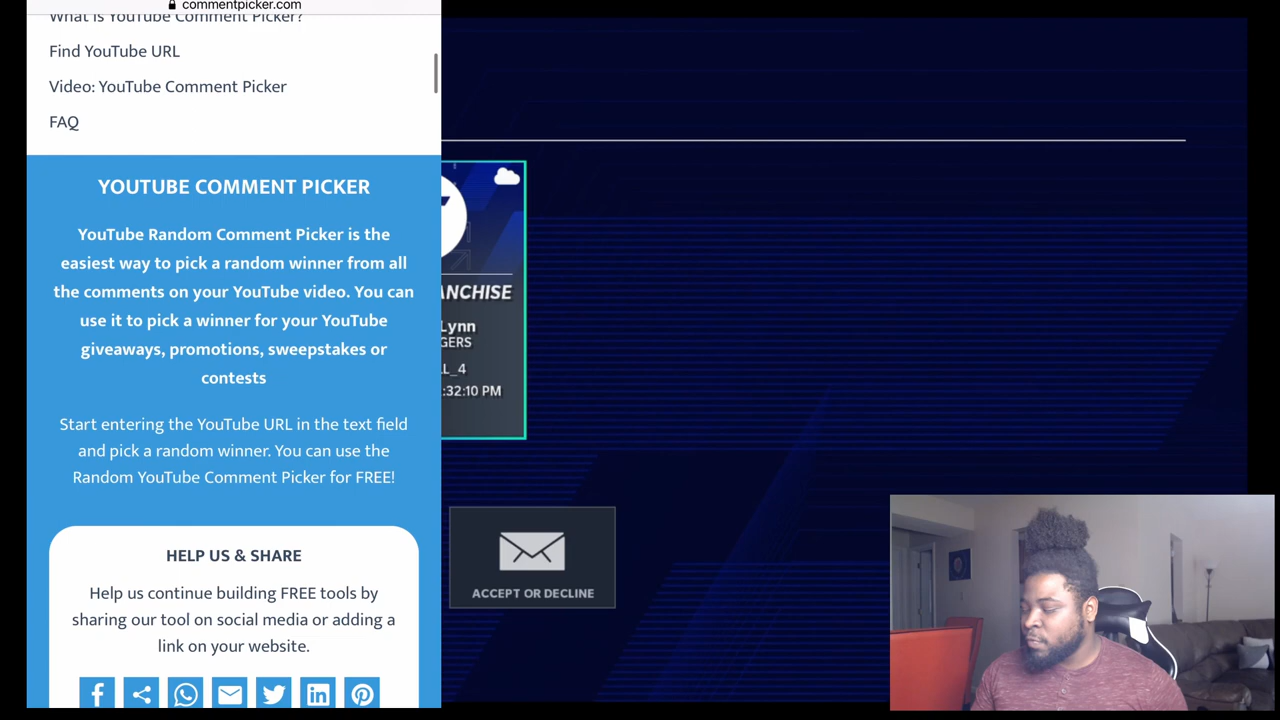 commentpicker.com
What is YouTube Comment Picker?
Find YouTube URL
Video: YouTube Comment Picker
FAQ
YOUTUBE COMMENT PICKER
YouTube Random Comment Picker is the
easiest way to pick a random winner from all
the comments on your YouTube video. You can
use it to pick a winner for your YouTube
giveaways, promotions, sweepstakes or
contests
Start entering the YouTube URL in the text field
and pick a random winner. You can use the
Random YouTube Comment Picker for FREE!
HELP US & SHARE
Help us continue building FREE tools by
sharing our tool on social media or adding a
link on your website.
NCHISE
Lynn
GERS
L_4
:32:10 PM
ACCEPT OR DECLINE